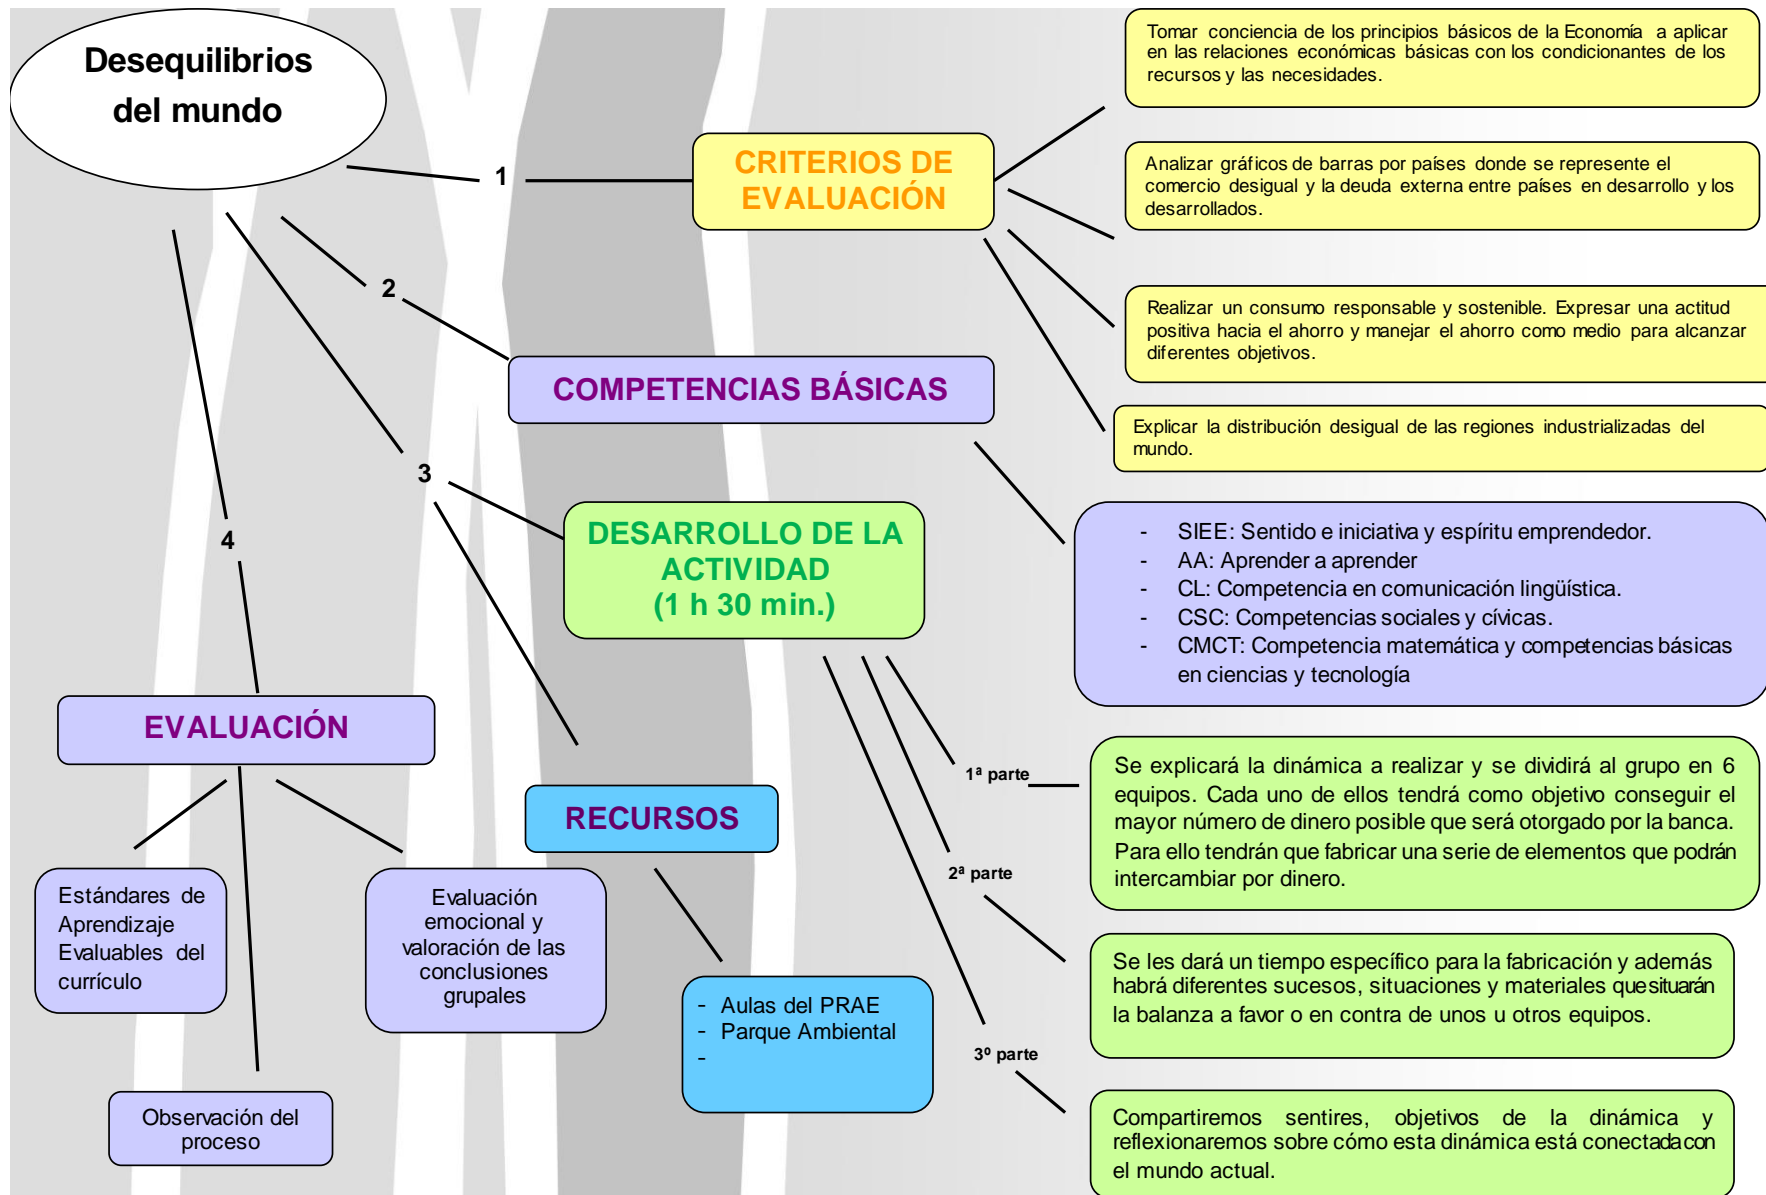 Desequilibrios
del mundo
1
CRITERIOS DE
EVALUACIÓN
Tomar conciencia de los principios básicos de la Economía a aplicar
en las relaciones económicas básicas con los condicionantes de los
recursos y las necesidades.
Analizar gráficos de barras por países donde se represente el
comercio desigual y la deuda externa entre países en desarrollo y los
desarrollados.
Realizar un consumo responsable y sostenible. Expresar una actitud
positiva hacia el ahorro y manejar el ahorro como medio para alcanzar
diferentes objetivos.
Explicar la distribución desigual de las regiones industrializadas del
mundo.
2
COMPETENCIAS BÁSICAS
- SIEE: Sentido e iniciativa y espíritu emprendedor.
- AA: Aprender a aprender
- CL: Competencia en comunicación lingüística.
- CSC: Competencias sociales y cívicas.
- CMCT: Competencia matemática y competencias básicas
en ciencias y tecnología
3
DESARROLLO DE LA
ACTIVIDAD
(1 h 30 min.)
1ª parte
Se explicará la dinámica a realizar y se dividirá al grupo en 6
equipos. Cada uno de ellos tendrá como objetivo conseguir el
mayor número de dinero posible que será otorgado por la banca.
Para ello tendrán que fabricar una serie de elementos que podrán
intercambiar por dinero.
2ª parte
Se les dará un tiempo específico para la fabricación y además
habrá diferentes sucesos, situaciones y materiales que situarán
la balanza a favor o en contra de unos u otros equipos.
3º parte
Compartiremos sentires, objetivos de la dinámica y
reflexionaremos sobre cómo esta dinámica está conectada con
el mundo actual.
RECURSOS
- Aulas del PRAE
- Parque Ambiental
-
4
EVALUACIÓN
Estándares de
Aprendizaje
Evaluables del
currículo
Evaluación
emocional y
valoración de las
conclusiones
grupales
Observación del
proceso